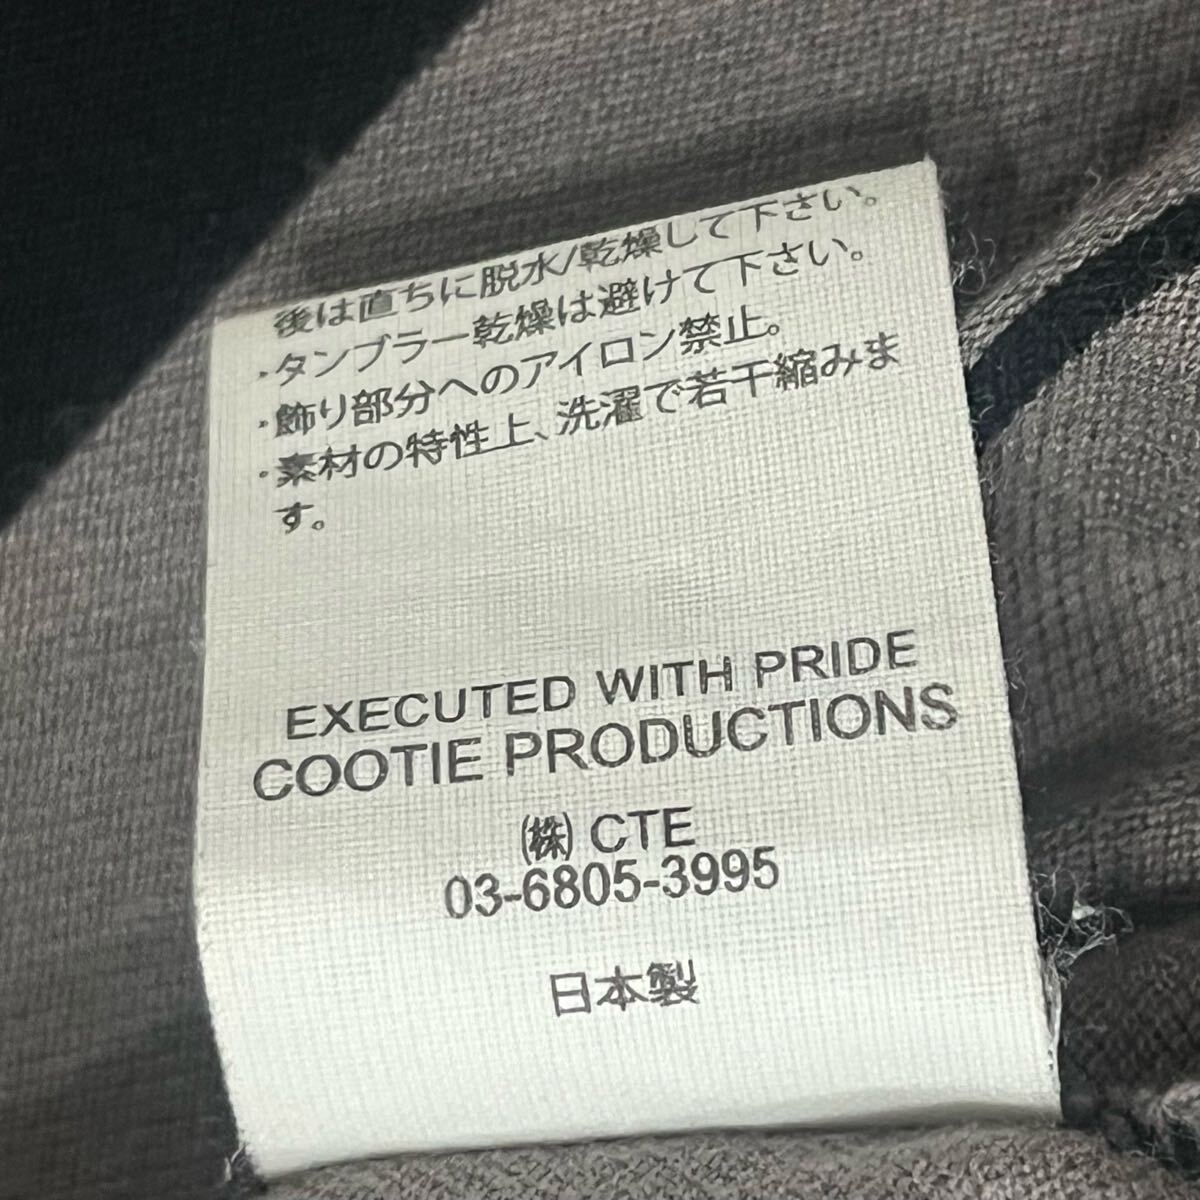 後は直ちに脱水/乾燥して下さい。
・タンブラー乾燥は避けて下さい。
・飾り部分へのアイロン禁止。
・素材の特性上、洗濯で若干縮みま
す。
EXECUTED WITH PRIDE
COOTIE PRODUCTIONS
㈱ CTE
03-6805-3995
日本製